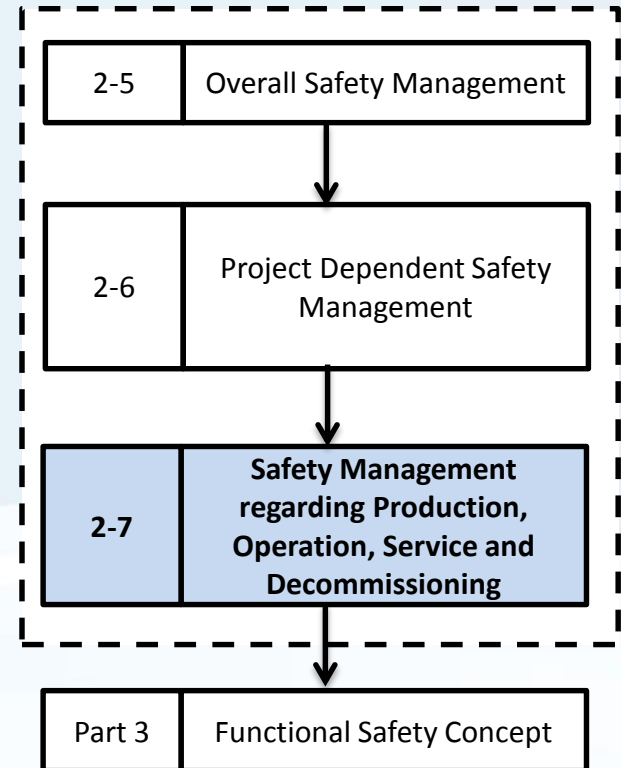 2-5
Overall Safety Management
2-6
Project Dependent Safety
Management
2-7
Safety Management
regarding Production,
Operation, Service and
Decommissioning
Part 3
Functional Safety Concept